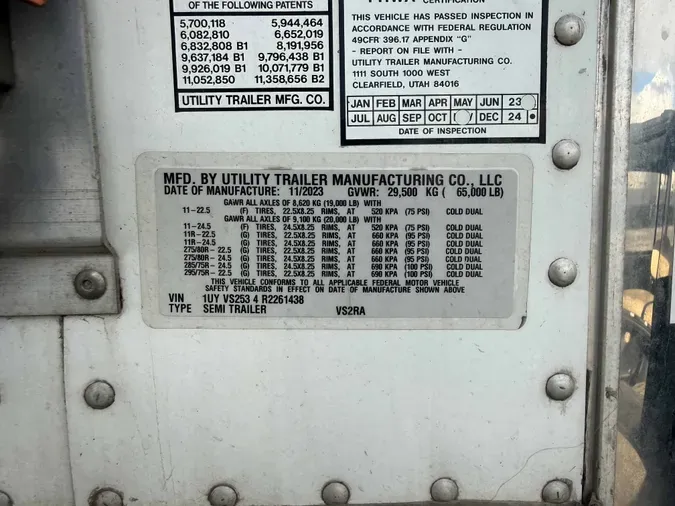 OF THE FOLLOWING PATENTS
5,700,118 5,944,464
6,082,810 6,652,019
6,832,808 B1 8,191,956
9,637,184 B1 9,796,438 B1
9,926,019 B1 10,071,779 B1
11,052,850 11,358,656 B2
UTILITY TRAILER MFG. CO.
CERTIFICATION
THIS VEHICLE HAS PASSED INSPECTION IN
ACCORDANCE WITH FEDERAL REGULATION
49CFR 396.17 APPENDIX "G"
- REPORT ON FILE WITH -
UTILITY TRAILER MANUFACTURING CO.
1111 SOUTH 1000 WEST
CLEARFIELD, UTAH 84016
JAN FEB MAR APR MAY JUN 23
JUL AUG SEP OCT DEC 24
DATE OF INSPECTION
MFD. BY UTILITY TRAILER MANUFACTURING CO., LLC
DATE OF MANUFACTURE: 11/2023 GVWR: 29,500 KG ( 65,000 LB)
GAWR ALL AXLES OF 8,620 KG (19,000 LB) WITH
11-22.5 (F) TIRES, 22.5X8.25 RIMS, AT 520 KPA (75 PSI) COLD DUAL
GAWR ALL AXLES OF 9,100 KG (20,000 LB) WITH
11-24.5 (F) TIRES, 24.5X8.25 RIMS, AT 520 KPA (75 PSI) COLD DUAL
11R-22.5 (G) TIRES, 22.5X8.25 RIMS, AT 660 KPA (95 PSI) COLD DUAL
11R-24.5 (G) TIRES, 24.5X8.25 RIMS, AT 660 KPA (95 PSI) COLD DUAL
275/80R- 22.5 (G) TIRES, 22.5X8.25 RIMS, AT 660 KPA (95 PSI) COLD DUAL
275/80R- 24.5 (G) TIRES, 24.5X8.25 RIMS, AT 660 KPA (95 PSI) COLD DUAL
285/75R- 24.5 (G) TIRES, 24.5X8.25 RIMS, AT 690 KPA (100 PSI) COLD DUAL
295/75R- 22.5 (G) TIRES, 22.5X8.25 RIMS, AT 690 KPA (100 PSI) COLD DUAL
THIS VEHICLE CONFORMS TO ALL APPLICABLE FEDERAL MOTOR VEHICLE
SAFETY STANDARDS IN EFFECT ON DATE OF MANUFACTURE SHOWN ABOVE
VIN 1UY VS253 4 R2261438
TYPE SEMI TRAILER VS2RA